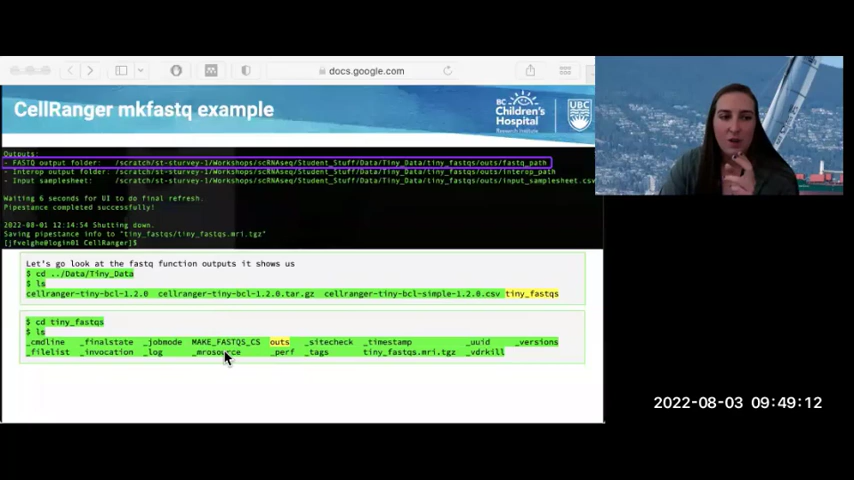 docs.google.com
CellRanger mkfastq example
BC
Children's
Hospital
Research Institute
UBC
Outputs:
- FASTQ output folder: /scratch/st-sturvey-1/Workshops/scRNAseq/Student_Stuff/Data/Tiny_Data/tiny_fastqs/outs/fastq_path
- Interop output folder: /scratch/st-sturvey-1/Workshops/scRNAseq/Student_Stuff/Data/Tiny_Data/tiny_fastqs/outs/interop_path
- Input samplesheet: /scratch/st-sturvey-1/Workshops/scRNAseq/Student_Stuff/Data/Tiny_Data/tiny_fastqs/outs/input_samplesheet.csv
Waiting 6 seconds for UI to do final refresh.
Pipestance completed successfully!
2022-08-01 12:14:54 Shutting down.
Saving pipestance info to "tiny_fastqs/tiny_fastqs.mri.tgz"
[jfvelghe@login01 CellRanger]$
Let's go look at the fastq function outputs it shows us
$ cd ../Data/Tiny_Data
$ ls
cellranger-tiny-bcl-1.2.0 cellranger-tiny-bcl-1.2.0.tar.gz cellranger-tiny-bcl-simple-1.2.0.csv tiny_fastqs
$ cd tiny_fastqs
$ ls
_cmdline _finalstate _jobmode MAKE_FASTQS_CS outs _sitecheck _timestamp _uuid _versions
_filelist _invocation _log _mrosource _perf _tags tiny_fastqs.mri.tgz _vdrkill
2022-08-03 09:49:12